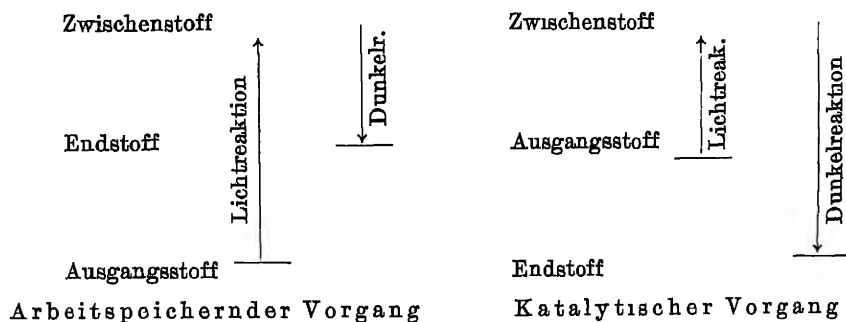 Zwischenstoff
Dunkelr.
Lichtreaktion
Endstoff
Ausgangsstoff
Arbeitspeichernder Vorgang
Zwischenstoff
Lichtreak.
Ausgangsstoff
Dunkelreaktion
Endstoff
Katalytischer Vorgang